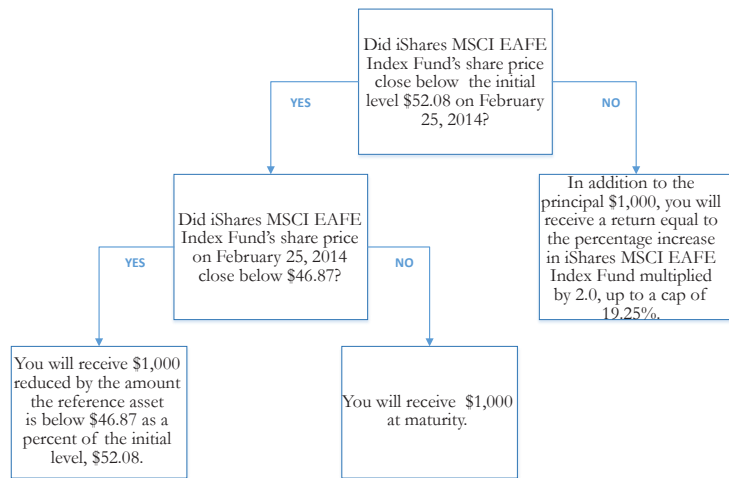 Did iShares MSCI EAFE
Index Fund's share price
close below the initial
level $52.08 on February
25, 2014?
YES
NO
Did iShares MSCI EAFE
Index Fund's share price
on February 25, 2014
close below $46.87?
In addition to the
principal $1,000, you will
receive a return equal to
the percentage increase
in iShares MSCI EAFE
Index Fund multiplied
by 2.0, up to a cap of
19.25%.
YES
NO
You will receive $1,000
reduced by the amount
the reference asset
is below $46.87 as a
percent of the initial
level, $52.08.
You will receive $1,000
at maturity.